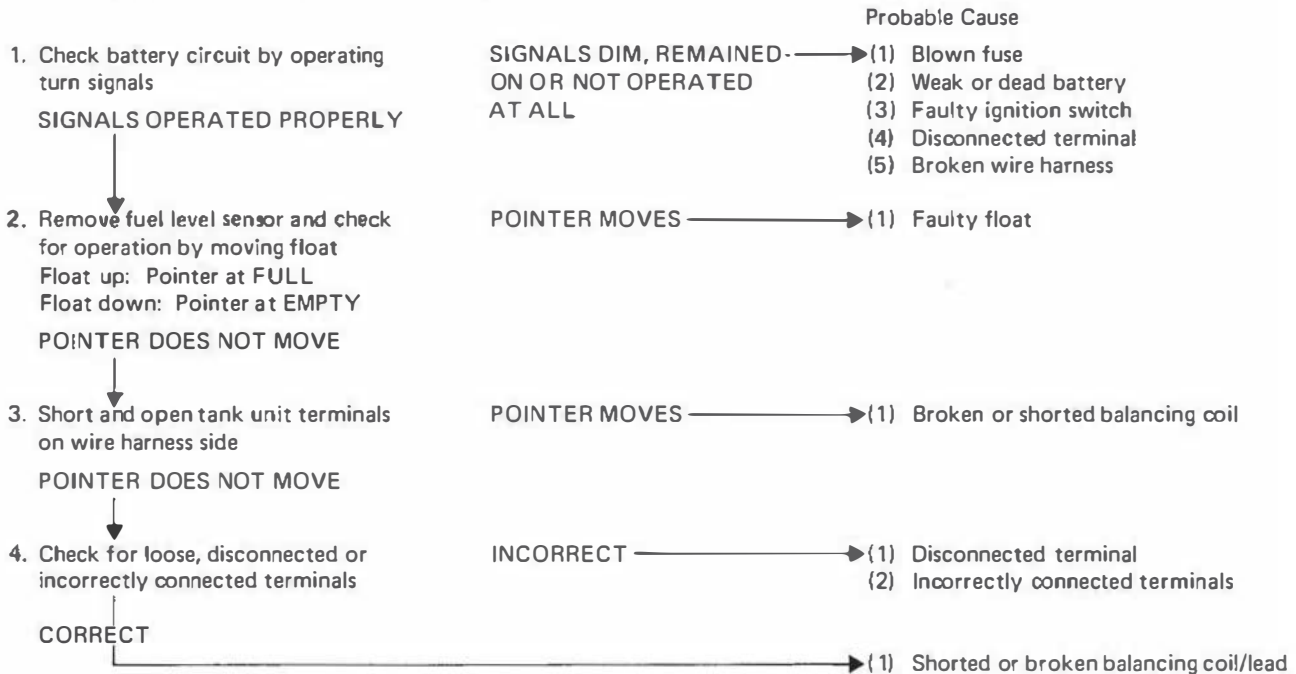 Probable Cause
1. Check battery circuit by operating
turn signals
SIGNALS OPERATED PROPERLY
SIGNALS DIM, REMAINED-
ON OR NOT OPERATED
AT ALL
(1) Blown fuse
(2) Weak or dead battery
(3) Faulty ignition switch
(4) Disconnected terminal
(5) Broken wire harness
2. Remove fuel level sensor and check
for operation by moving float
Float up: Pointer at FULL
Float down: Pointer at EMPTY
POINTER DOES NOT MOVE
POINTER MOVES
(1) Faulty float
3. Short and open tank unit terminals
on wire harness side
POINTER DOES NOT MOVE
POINTER MOVES
(1) Broken or shorted balancing coil
4. Check for loose, disconnected or
incorrectly connected terminals
CORRECT
INCORRECT
(1) Disconnected terminal
(2) Incorrectly connected terminals
(1) Shorted or broken balancing coil/lead